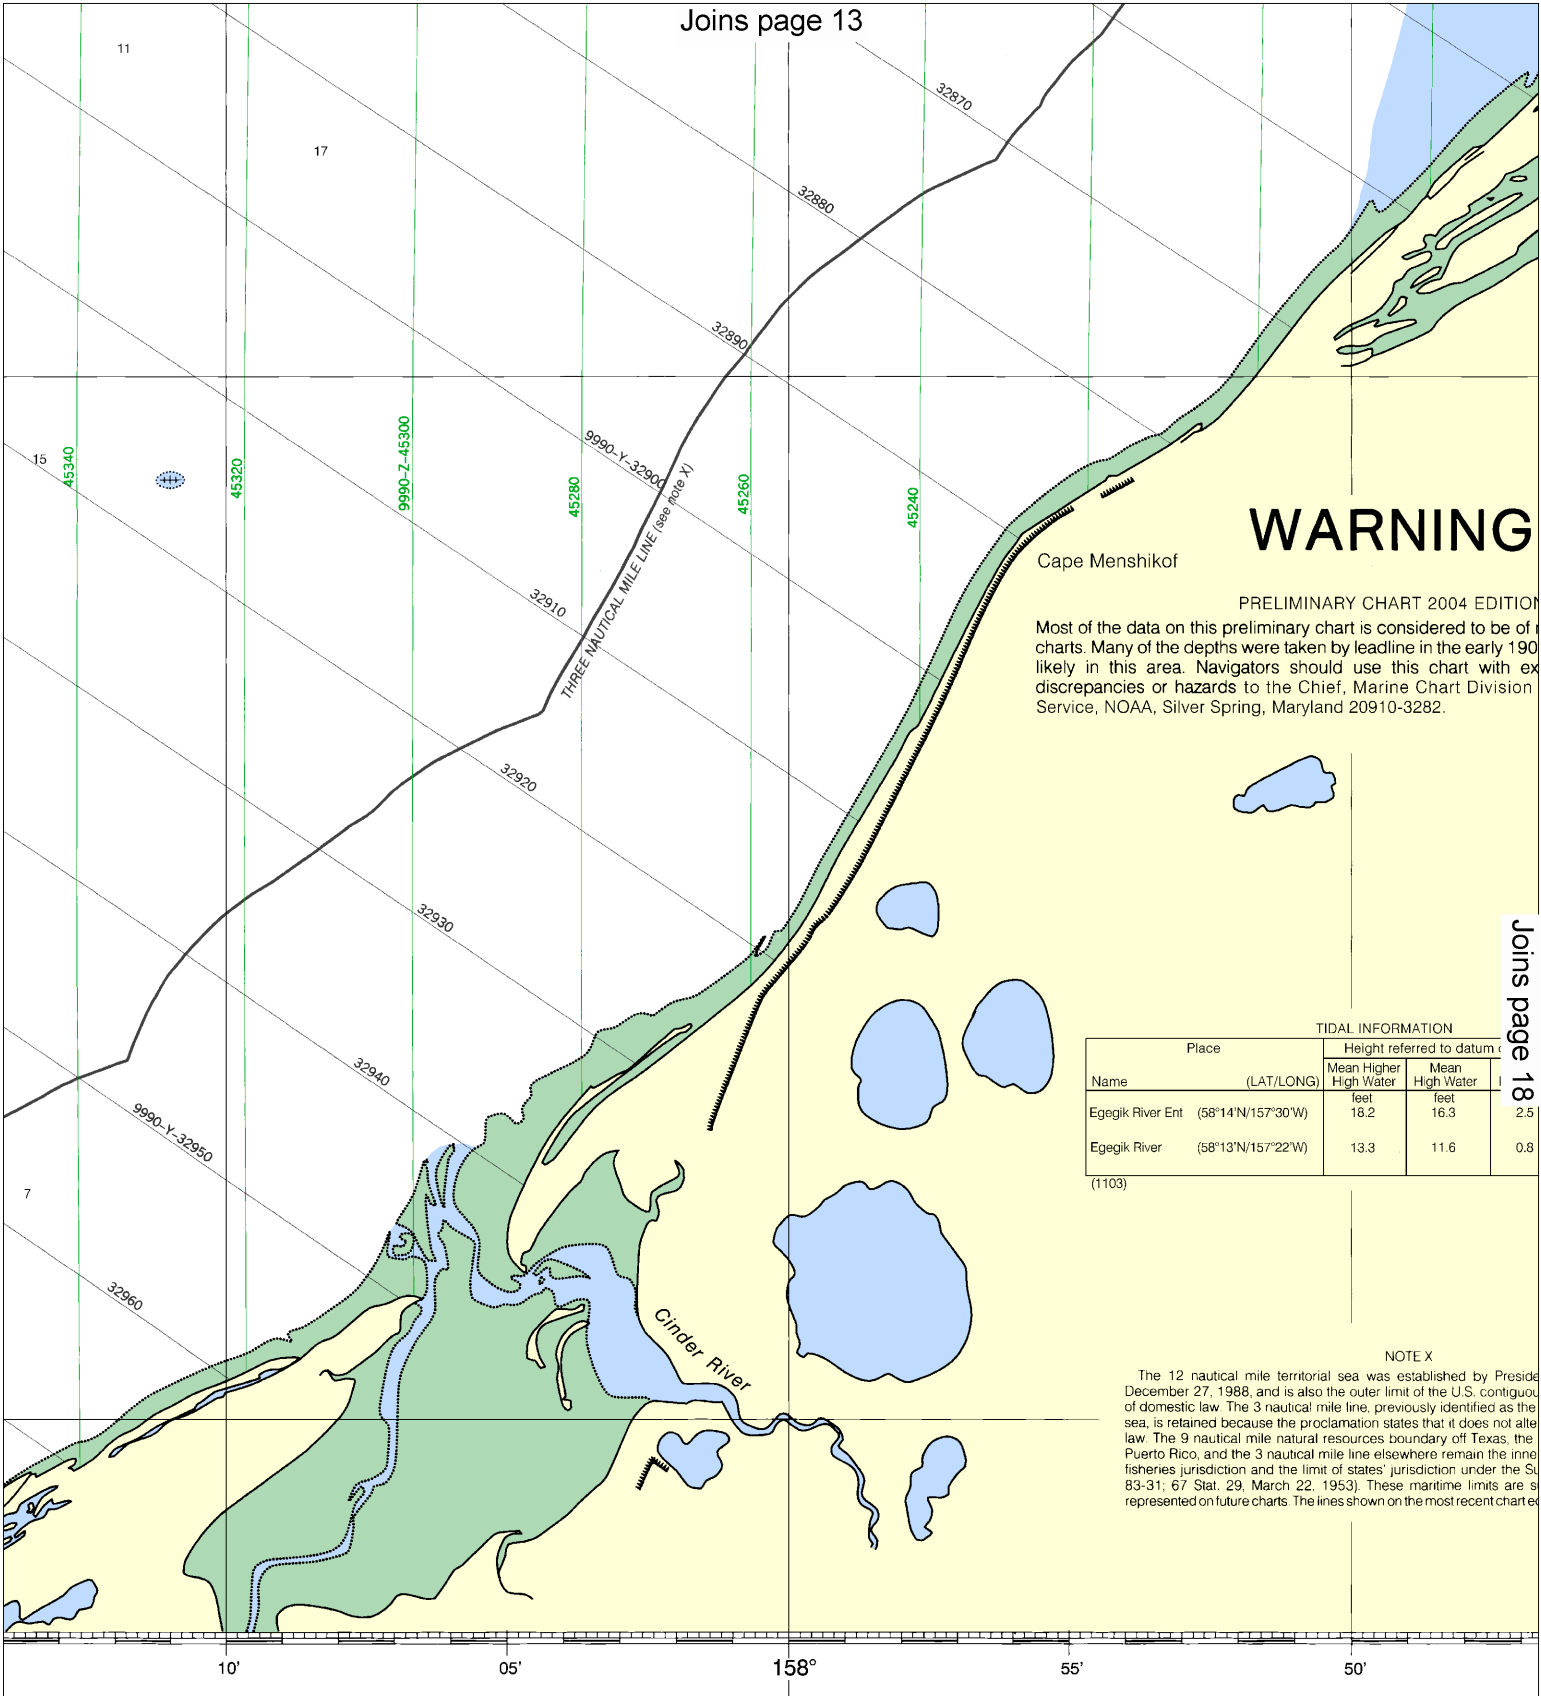 Joins page 13
11
17
32870
32880
32890
15
45340
45320
9990-Z-45300
45280
9990-Y-32900
45260
45240
THREE NAUTICAL MILE LINE (see note X)
32910
32920
32930
32940
9990-Y-32950
7
32960
Cape Menshikof
WARNING
PRELIMINARY CHART 2004 EDITION
Most of the data on this preliminary chart is considered to be of
charts. Many of the depths were taken by leadline in the early 190
likely in this area. Navigators should use this chart with ex
discrepancies or hazards to the Chief, Marine Chart Division
Service, NOAA, Silver Spring, Maryland 20910-3282.
Joins page 18
TIDAL INFORMATION
Place Height referred to datum
Name (LAT/LONG) Mean Higher High Water Mean High Water
feet feet
Egegik River Ent (58°14'N/157°30'W) 18.2 16.3 2.5
Egegik River (58°13'N/157°22'W) 13.3 11.6 0.8
(1103)
Cinder River
NOTE X
The 12 nautical mile territorial sea was established by Preside
December 27, 1988, and is also the outer limit of the U.S. contiguou
of domestic law. The 3 nautical mile line, previously identified as the
sea, is retained because the proclamation states that it does not alte
law. The 9 nautical mile natural resources boundary off Texas, the
Puerto Rico, and the 3 nautical mile line elsewhere remain the inne
fisheries jurisdiction and the limit of states' jurisdiction under the Su
83-31; 67 Stat. 29, March 22, 1953). These maritime limits are
represented on future charts. The lines shown on the most recent chart
10' 05' 158° 55' 50'